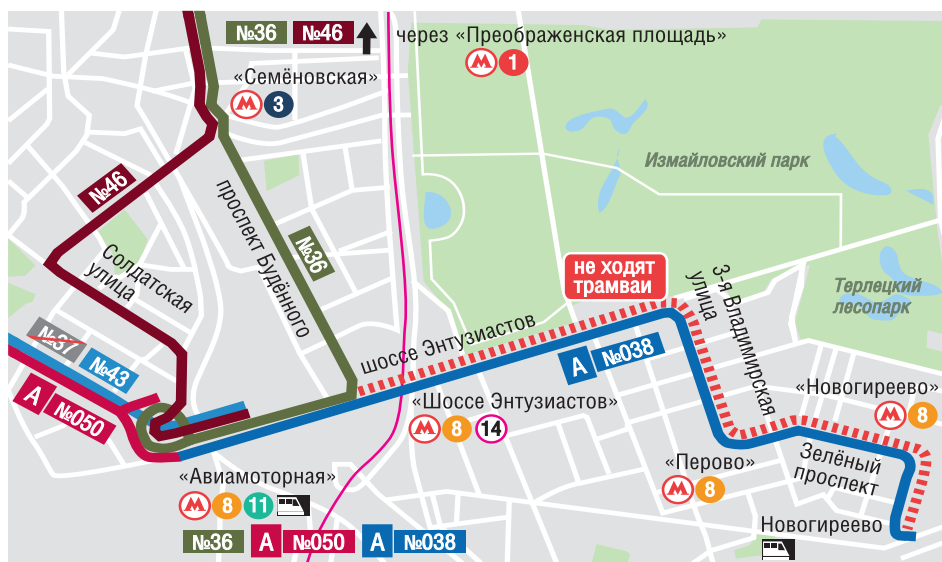 №36 №46 через «Преображенская площадь»
М 1
«Семёновская»
М 3
Измайловский парк
№46
проспект Будённого
№36
Солдатская
улица
не ходят
трамваи
3-я Владимирская
улица
Терлецкий
лесопарк
№37 №43
шоссе Энтузиастов
А №038
А №050
«Шоссе Энтузиастов»
М 8 14
«Новогиреево»
М 8
«Перово»
М 8
Зелёный
проспект
«Авиамоторная»
М 8 11
№36 А №050 А №038
Новогиреево